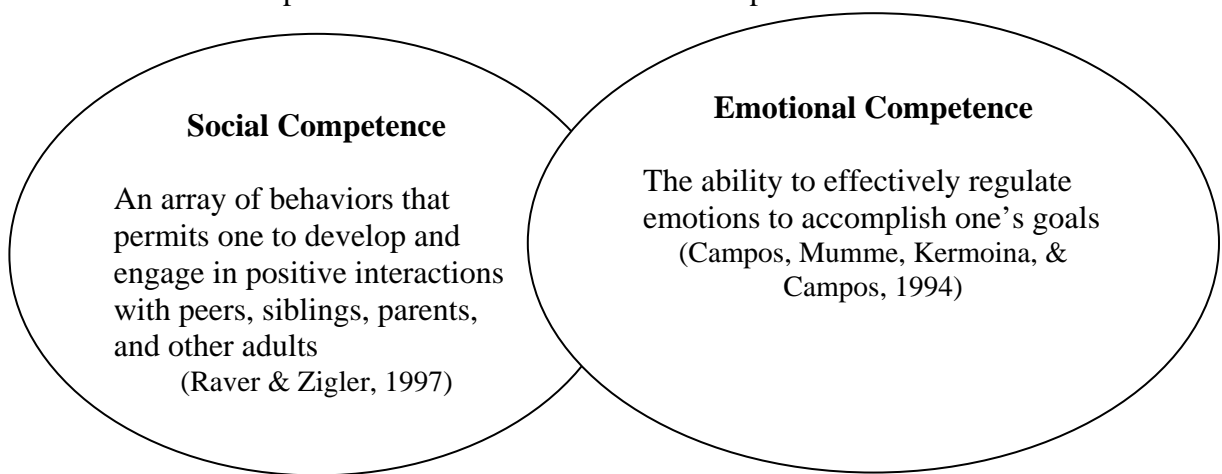 Social Competence
An array of behaviors that
permits one to develop and
engage in positive interactions
with peers, siblings, parents,
and other adults
(Raver & Zigler, 1997)
Emotional Competence
The ability to effectively regulate
emotions to accomplish one’s goals
(Campos, Mumme, Kermoina, &
Campos, 1994)